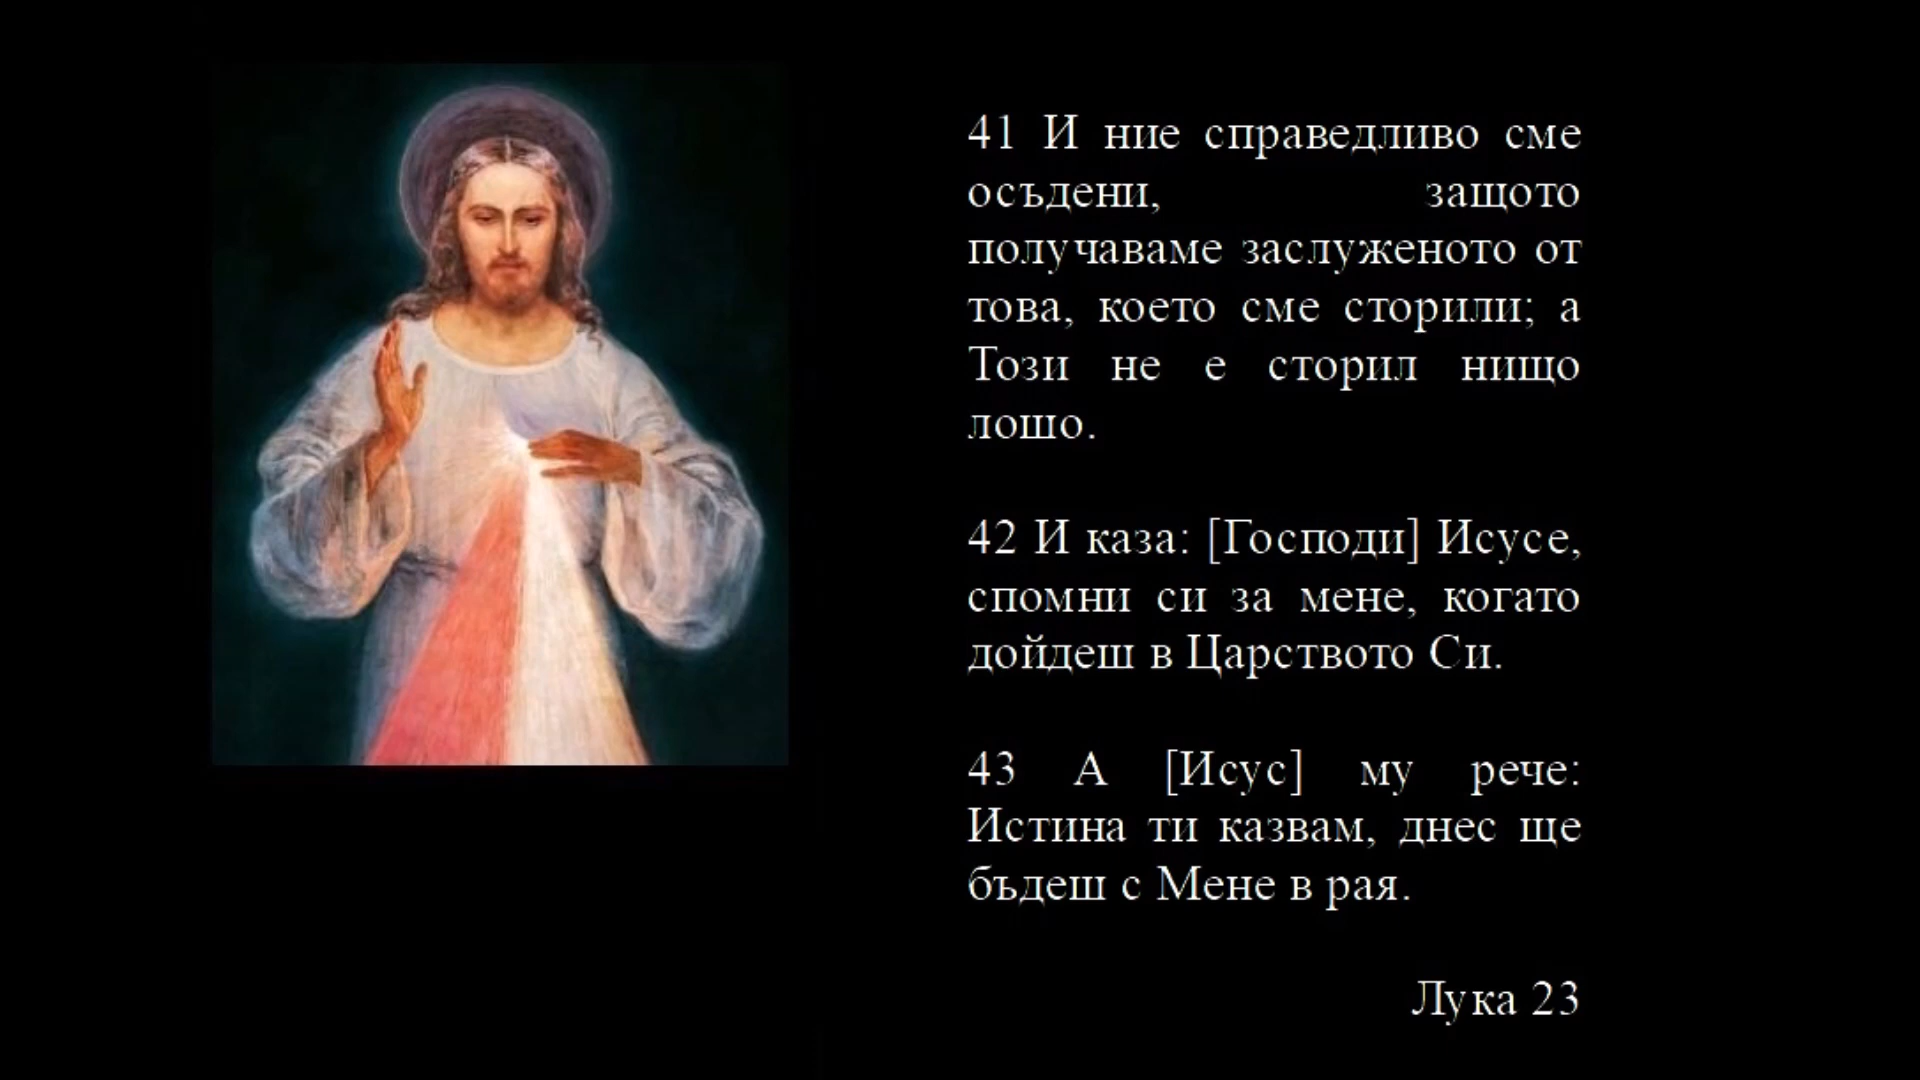 41 И ние справедливо сме
осъдени, защото
получаваме заслуженото от
това, което сме сторили; а
Този не е сторил нищо
лошо.
42 И каза: [Господи] Исусе,
спомни си за мене, когато
дойдеш в Царството Си.
43 А [Исус] му рече:
Истина ти казвам, днес ще
бъдеш с Мене в рая.
Лука 23